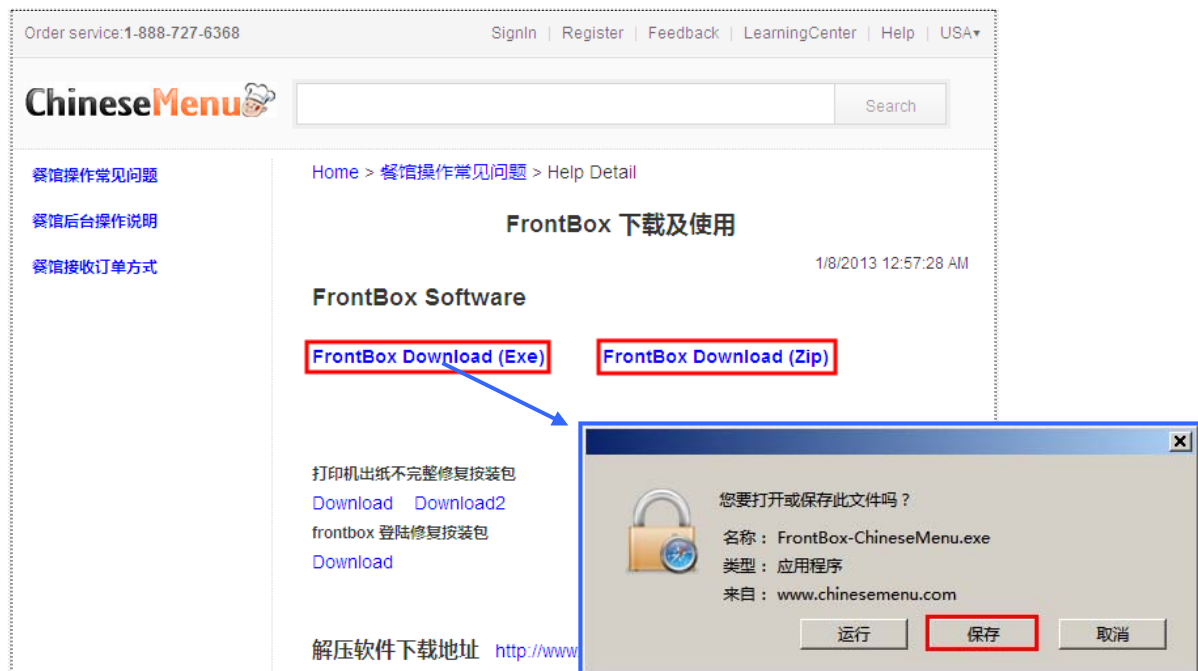 Order service:1-888-727-6368 SignIn | Register | Feedback | LearningCenter | Help | USA▾
ChineseMenu Search
餐馆操作常见问题
餐馆后台操作说明
餐馆接收订单方式
Home > 餐馆操作常见问题 > Help Detail
FrontBox 下载及使用
1/8/2013 12:57:28 AM
FrontBox Software
FrontBox Download (Exe) FrontBox Download (Zip)
打印机出纸不完整修复按装包
Download Download2
frontbox 登陆修复按装包
Download
解压软件下载地址 http://www.
您要打开或保存此文件吗？
名称： FrontBox-ChineseMenu.exe
类型： 应用程序
来自： www.chinesemenu.com
运行 保存 取消